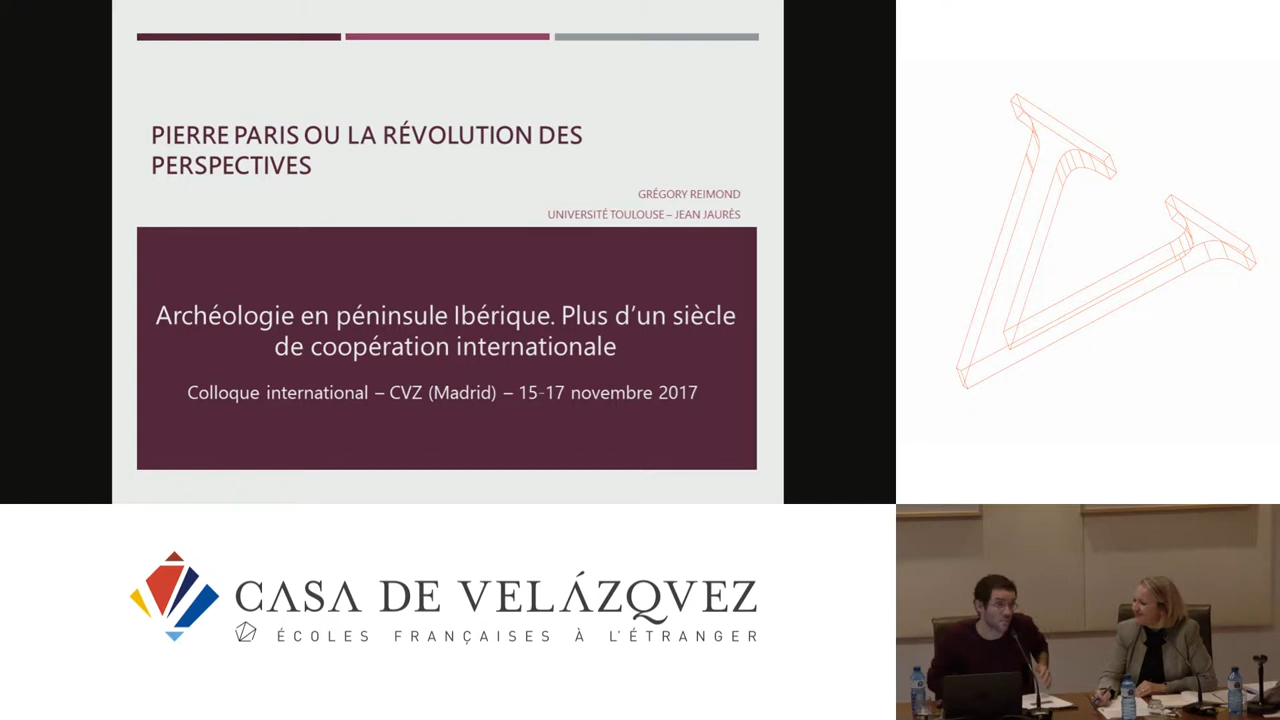 PIERRE PARIS OU LA RÉVOLUTION DES
PERSPECTIVES
GRÉGORY REIMOND
UNIVERSITÉ TOULOUSE – JEAN JAURÈS
Archéologie en péninsule Ibérique. Plus d'un siècle
de coopération internationale
Colloque international – CVZ (Madrid) – 15-17 novembre 2017
CASA DE VELÁZQVEZ
ÉCOLES FRANÇAISES À L'ÉTRANGER